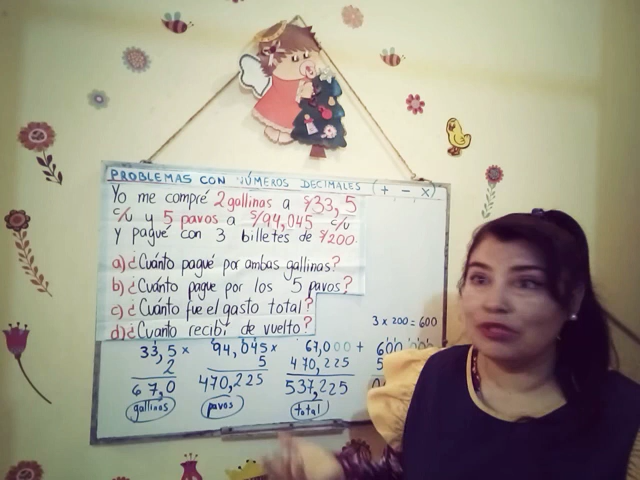 PROBLEMAS CON NÚMEROS DECIMALES (+ - x)
Yo me compré 2 gallinas a $33,5
c/u y 5 pavos a $/94,045 c/u
y pagué con 3 billetes de $200.
a) ¿Cuánto pagué por ambas gallinas?
b) ¿Cuánto pague por los 5 pavos?
c) ¿Cuánto fue el gasto total?
d) ¿Cuanto recibí de vuelto?
3 x 200 = 600
33,5 x
2
67,0
gallinas
94,045 x
5
470,225
pavos
67,000 +
470,225
537,225
total